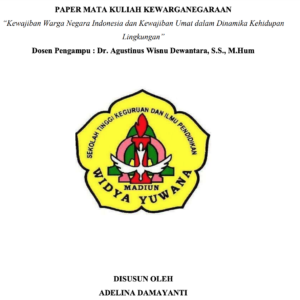 PAPER MATA KULIAH KEWARGANEGARAAN
“Kewajiban Warga Negara Indonesia dan Kewajiban Umat dalam Dinamika Kehidupan
Lingkungan”
Dosen Pengampu : Dr. Agustinus Wisnu Dewantara, S.S., M.Hum
SEKOLAH TINGGI KEGURUAN DAN ILMU PENDIDIKAN
MADIUN
WIDYA YUWANA
DISUSUN OLEH
ADELINA DAMAYANTI